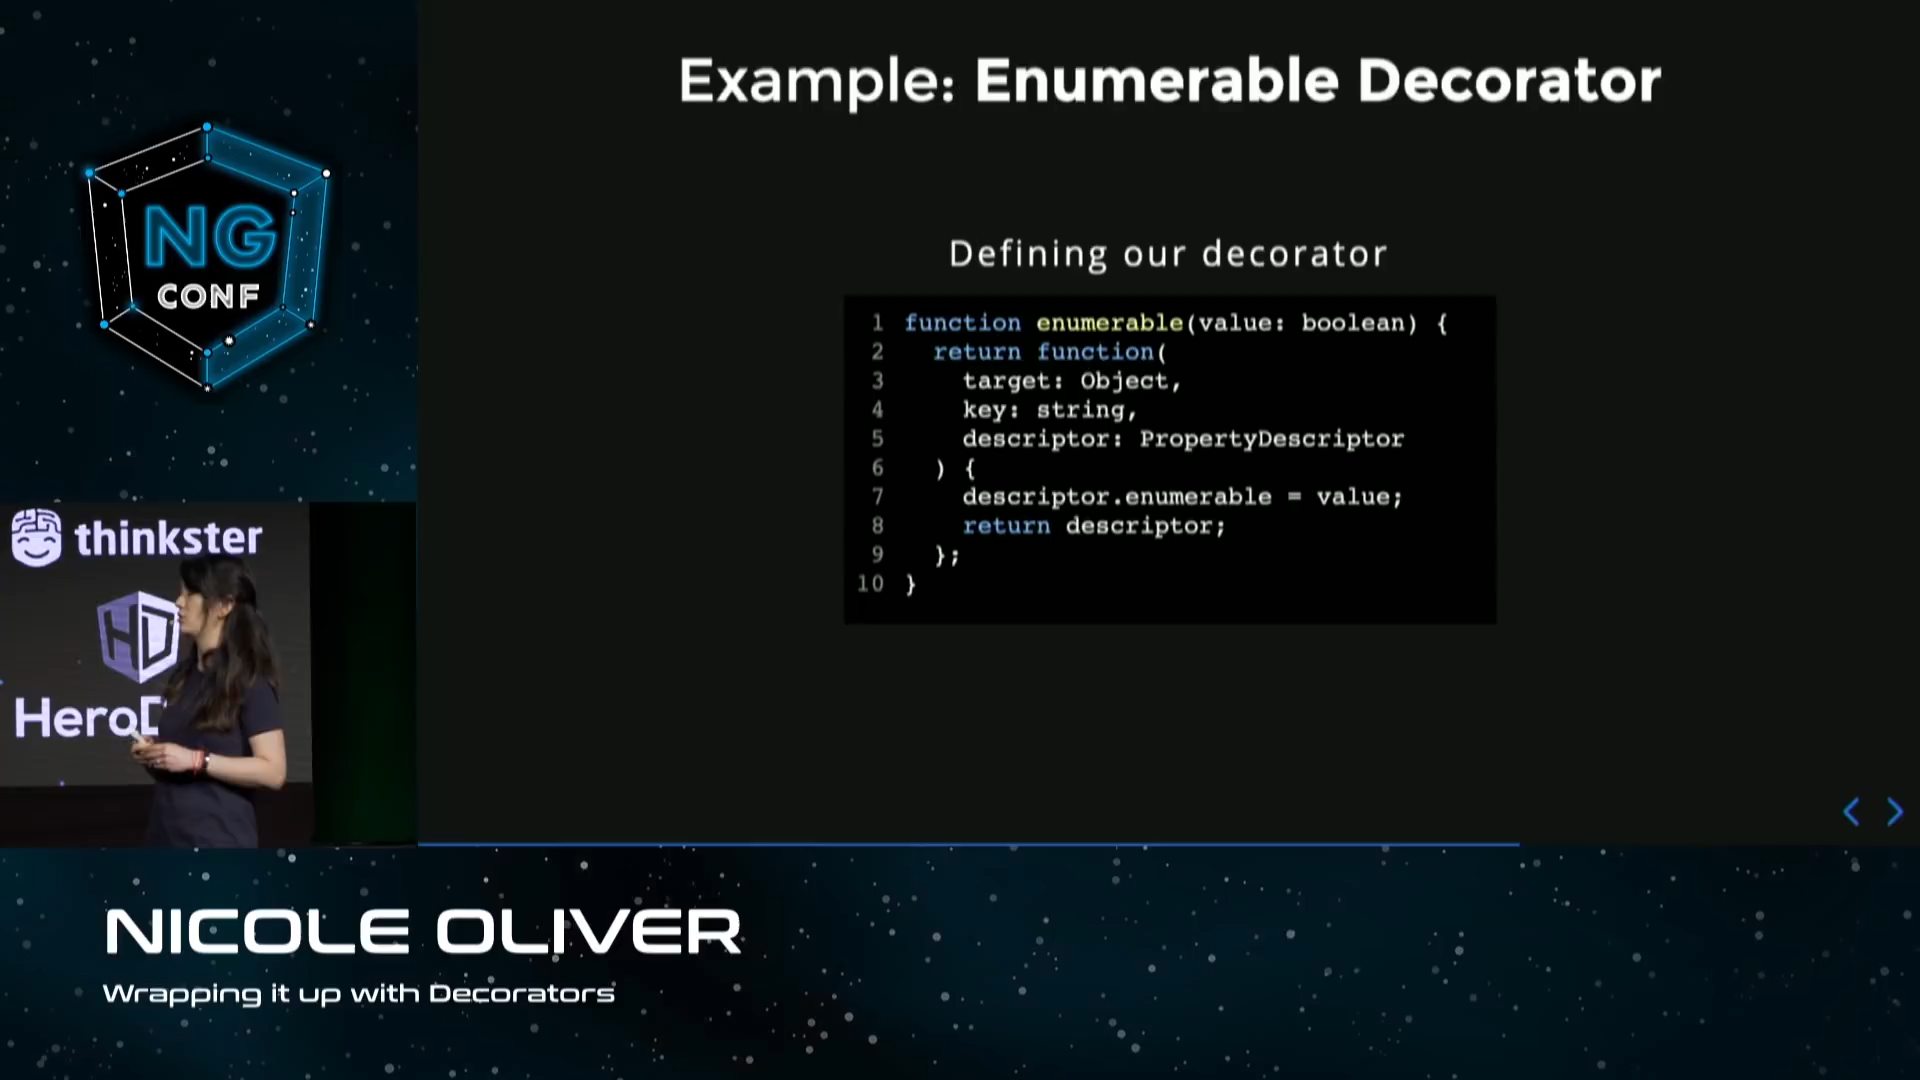 Example: Enumerable Decorator
NG
CONF
Defining our decorator
1 function enumerable(value: boolean) {
2 return function(
3 target: Object,
4 key: string,
5 descriptor: PropertyDescriptor
6 ) {
7 descriptor.enumerable = value;
8 return descriptor;
9 };
10 }
thinkster
HD
HeroD
NICOLE OLIVER
Wrapping it up with Decorators